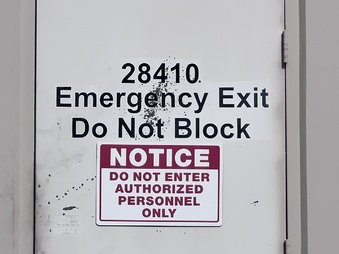 28410
Emergency Exit
Do Not Block
NOTICE
DO NOT ENTER
AUTHORIZED
PERSONNEL
ONLY